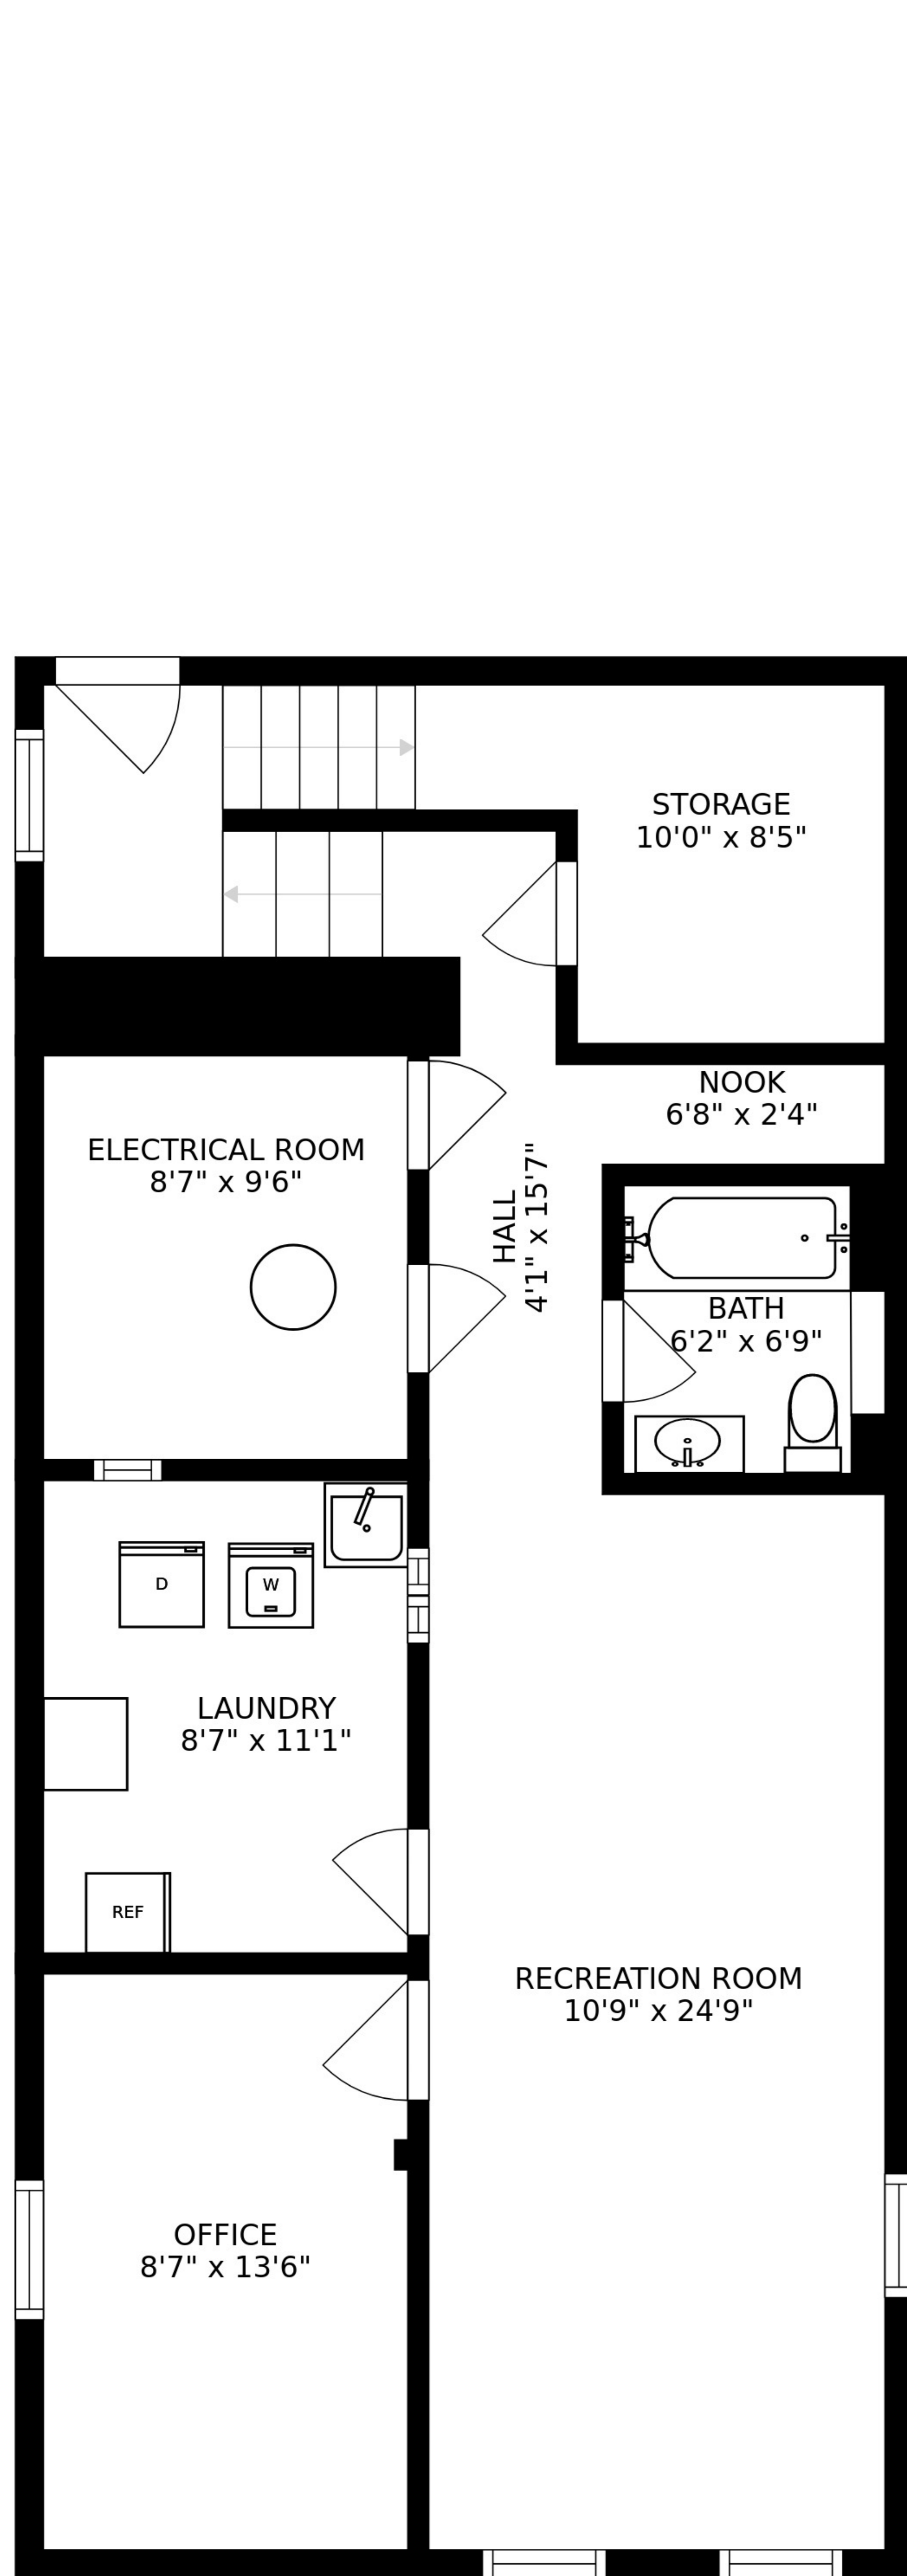 STORAGE
10'0" x 8'5"
NOOK
6'8" x 2'4"
ELECTRICAL ROOM
8'7" x 9'6"
HALL
4'1" x 15'7"
BATH
6'2" x 6'9"
D
W
LAUNDRY
8'7" x 11'1"
REF
RECREATION ROOM
10'9" x 24'9"
OFFICE
8'7" x 13'6"